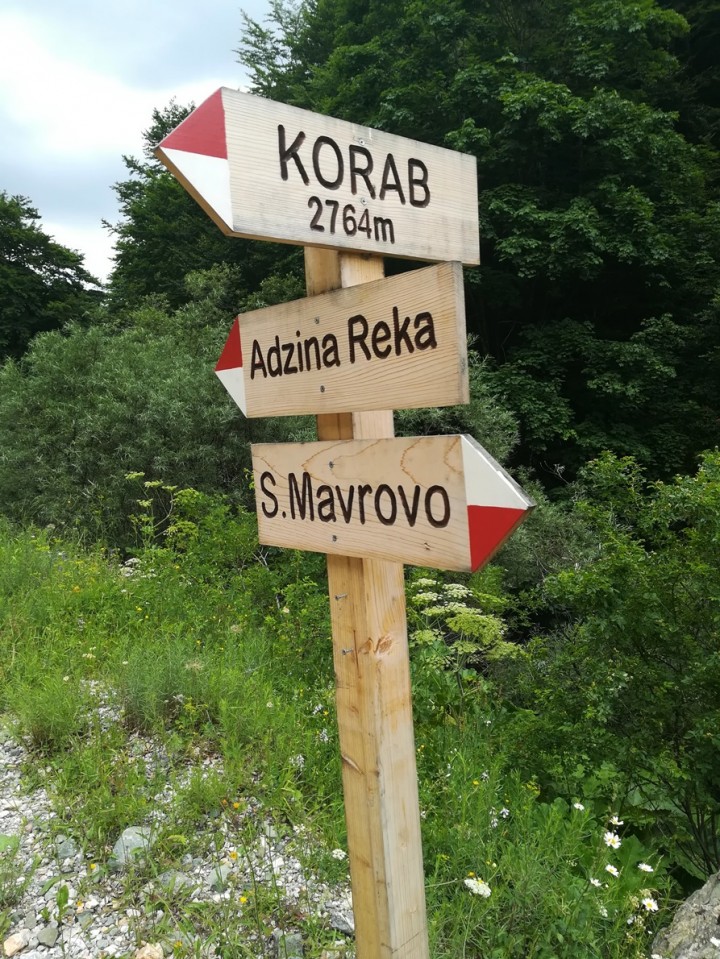 KORAB
2764m
Adzina Reka
S.Mavrovo